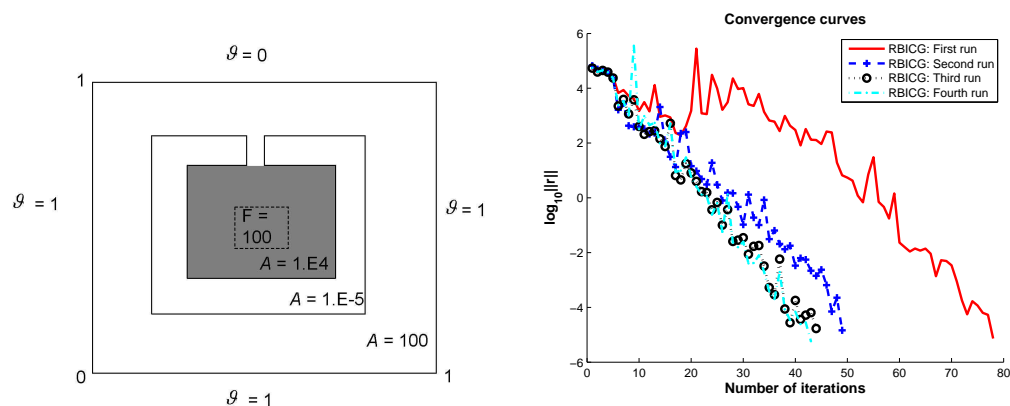 ϑ = 0
1
ϑ = 1
ϑ = 1
F =
100
A = 1.E4
A = 1.E-5
A = 100
0
1
ϑ = 1
Convergence curves
RBICG: First run
RBICG: Second run
RBICG: Third run
RBICG: Fourth run
log₁₀||r||
6
4
2
0
−2
−4
−6
0
10
20
30
40
50
60
70
80
Number of iterations